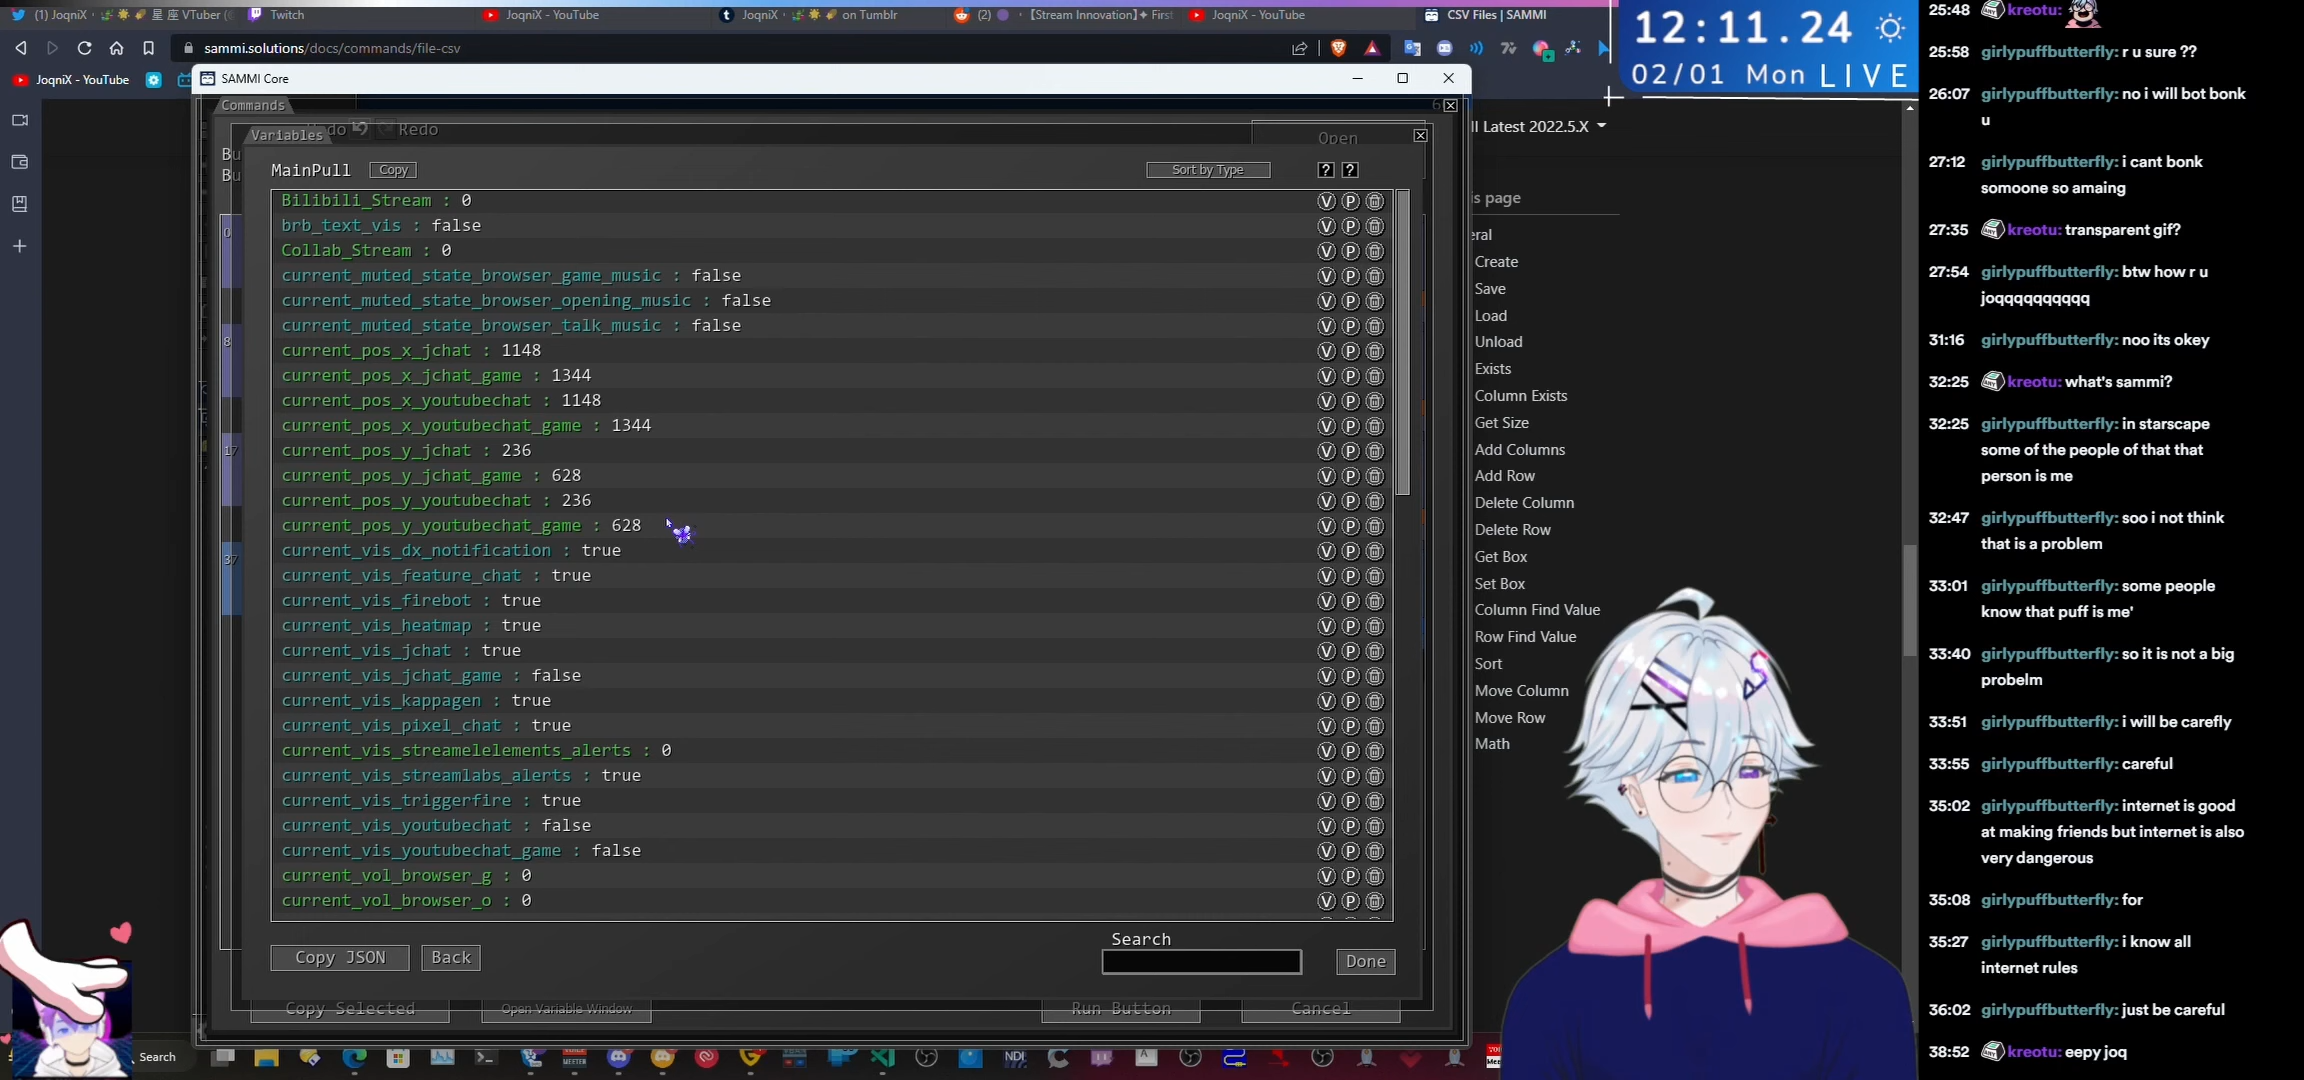 (1) JoqniX · 星座 VTuber (
Twitch
JoqniX - YouTube
JoqniX · on Tumblr
(2) · 【Stream Innovation】✦ First
JoqniX - YouTube
CSV Files | SAMMI
sammi.solutions/docs/commands/file-csv
JoqniX - YouTube
SAMMI Core
Commands
Redo
Variables
Open
MainPull
Copy
Sort by Type
? ?
Bilibili_Stream : 0
brb_text_vis : false
Collab_Stream : 0
current_muted_state_browser_game_music : false
current_muted_state_browser_opening_music : false
current_muted_state_browser_talk_music : false
current_pos_x_jchat : 1148
current_pos_x_jchat_game : 1344
current_pos_x_youtubechat : 1148
current_pos_x_youtubechat_game : 1344
current_pos_y_jchat : 236
current_pos_y_jchat_game : 628
current_pos_y_youtubechat : 236
current_pos_y_youtubechat_game : 628
current_vis_dx_notification : true
current_vis_feature_chat : true
current_vis_firebot : true
current_vis_heatmap : true
current_vis_jchat : true
current_vis_jchat_game : false
current_vis_kappagen : true
current_vis_pixel_chat : true
current_vis_streamelelements_alerts : 0
current_vis_streamlabs_alerts : true
current_vis_triggerfire : true
current_vis_youtubechat : false
current_vis_youtubechat_game : false
current_vol_browser_g : 0
current_vol_browser_o : 0
Copy JSON
Back
Search
Done
Copy Selected
Open Variable Window
Run Button
Cancel
0
8
17
37
Search
Latest 2022.5.X
s page
Create
Save
Load
Unload
Exists
Column Exists
Get Size
Add Columns
Add Row
Delete Column
Delete Row
Get Box
Set Box
Column Find Value
Row Find Value
Sort
Move Column
Move Row
Math
12:11.24
02/01 Mon LIVE
25:48 kreotu:
25:58 girlypuffbutterfly: r u sure ??
26:07 girlypuffbutterfly: no i will bot bonk
u
27:12 girlypuffbutterfly: i cant bonk
somoone so amaing
27:35 kreotu: transparent gif?
27:54 girlypuffbutterfly: btw how r u
joqqqqqqqqqq
31:16 girlypuffbutterfly: noo its okey
32:25 kreotu: what's sammi?
32:25 girlypuffbutterfly: in starscape
some of the people of that that
person is me
32:47 girlypuffbutterfly: soo i not think
that is a problem
33:01 girlypuffbutterfly: some people
know that puff is me'
33:40 girlypuffbutterfly: so it is not a big
probelm
33:51 girlypuffbutterfly: i will be carefly
33:55 girlypuffbutterfly: careful
35:02 girlypuffbutterfly: internet is good
at making friends but internet is also
very dangerous
35:08 girlypuffbutterfly: for
35:27 girlypuffbutterfly: i know all
internet rules
36:02 girlypuffbutterfly: just be careful
38:52 kreotu: eepy joq